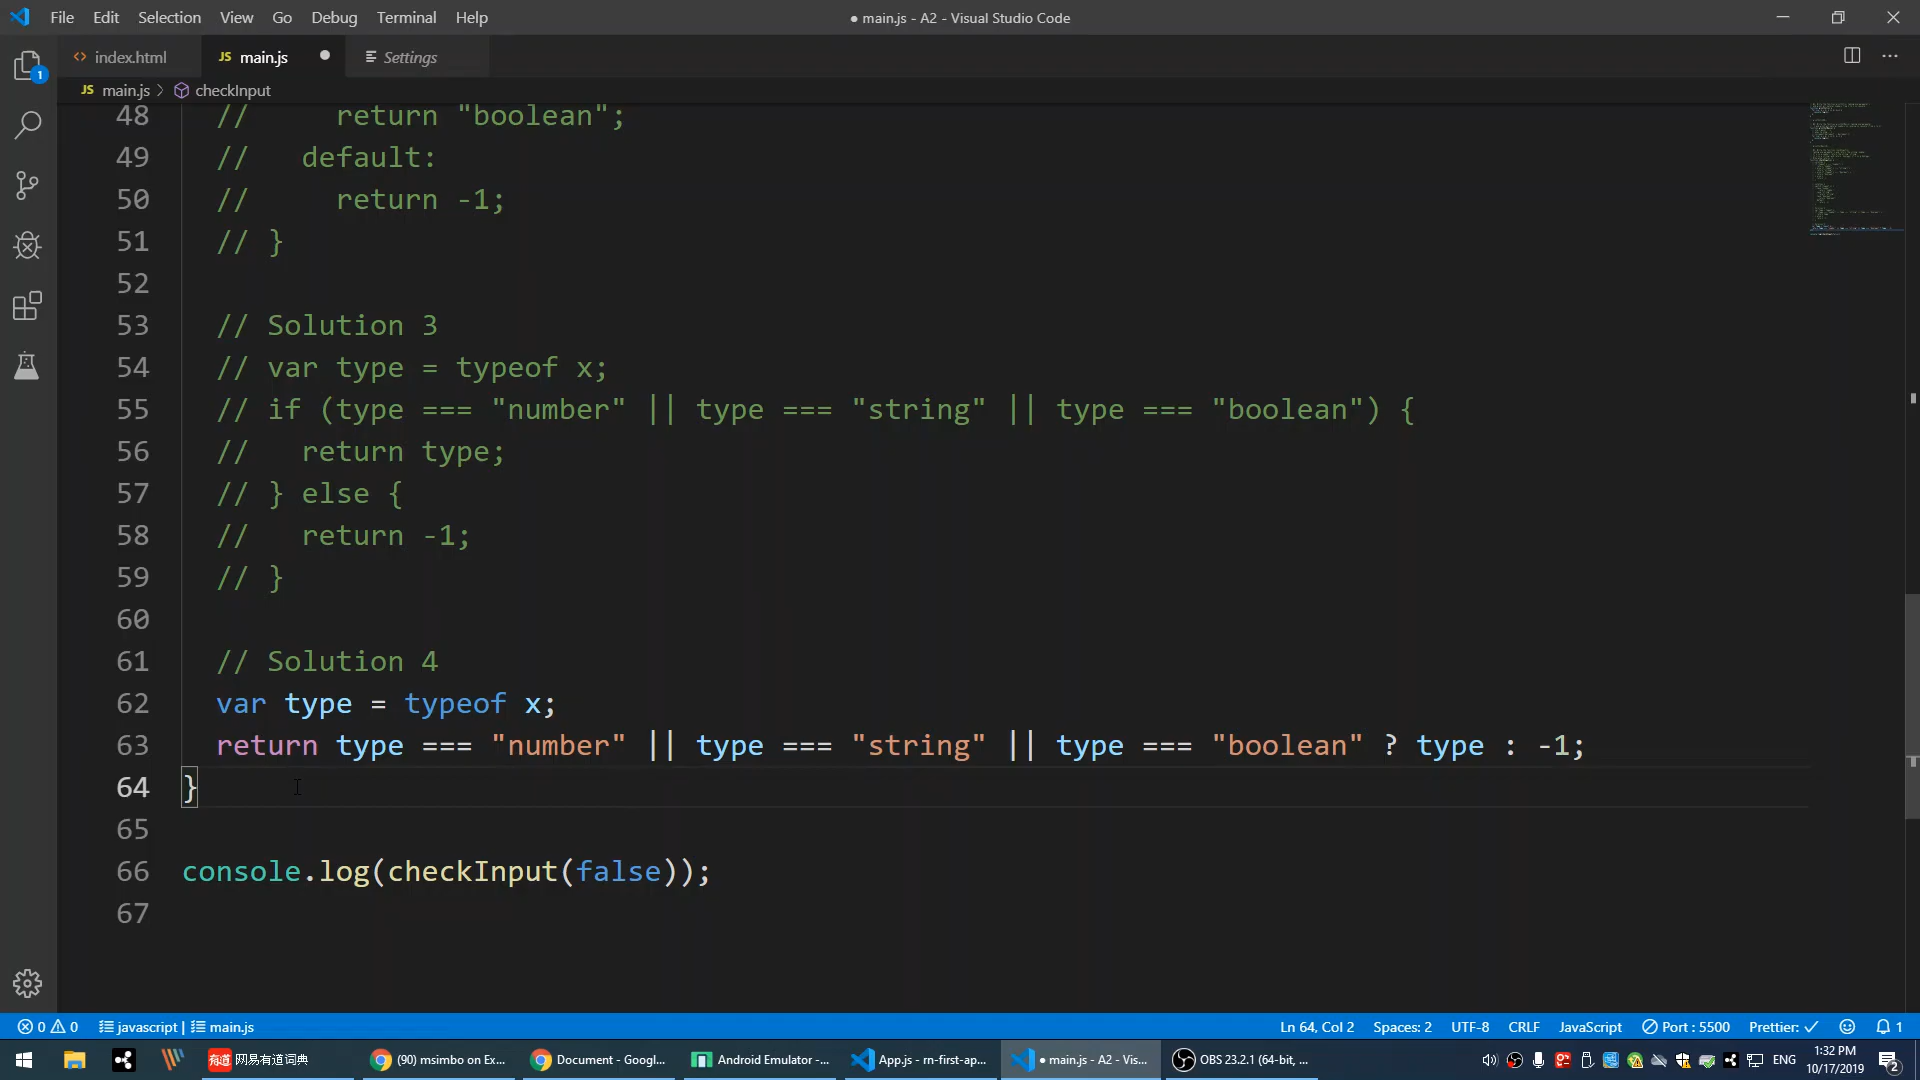 File Edit Selection View Go Debug Terminal Help
● main.js - A2 - Visual Studio Code
index.html
JS main.js
Settings
JS main.js > checkInput
1
48 // return "boolean";
49 // default:
50 // return -1;
51 // }
52
53 // Solution 3
54 // var type = typeof x;
55 // if (type === "number" || type === "string" || type === "boolean") {
56 // return type;
57 // } else {
58 // return -1;
59 // }
60
61 // Solution 4
62 var type = typeof x;
63 return type === "number" || type === "string" || type === "boolean" ? type : -1;
64 }
65
66 console.log(checkInput(false));
67
0 0 javascript | main.js
Ln 64, Col 2 Spaces: 2 UTF-8 CRLF JavaScript Port : 5500 Prettier: ✓ 1
有道 网易有道词典
(90) msimbo on Ex...
Document - Googl...
Android Emulator -...
App.js - rn-first-ap...
● main.js - A2 - Vis...
OBS 23.2.1 (64-bit, ...
ENG
1:32 PM
10/17/2019
2